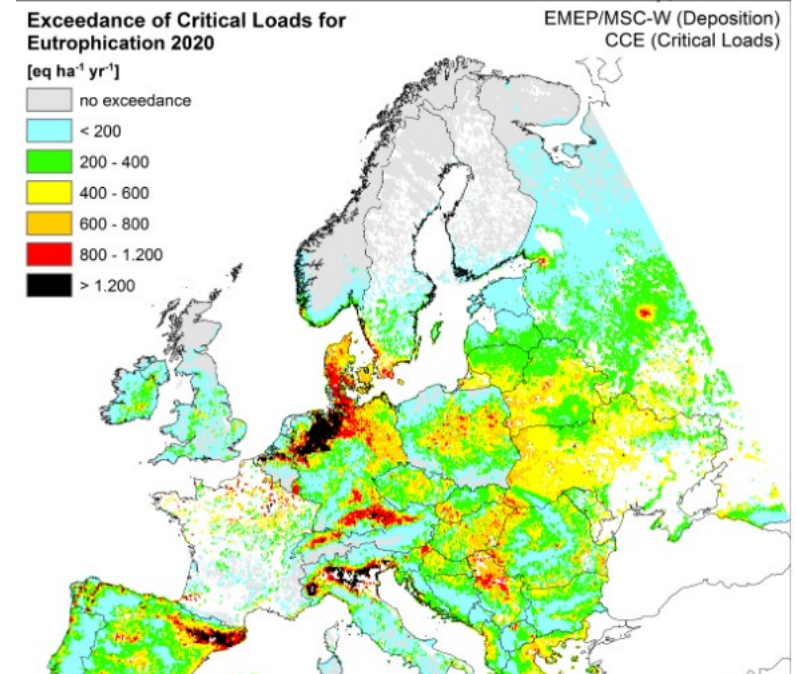 Exceedance of Critical Loads for
Eutrophication 2020
[eq ha⁻¹ yr⁻¹]
no exceedance
< 200
200 - 400
400 - 600
600 - 800
800 - 1.200
> 1.200
EMEP/MSC-W (Deposition)
CCE (Critical Loads)